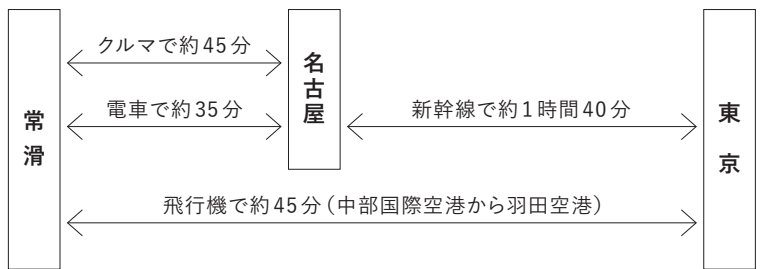 常滑
クルマで約45分
電車で約35分
名古屋
新幹線で約1時間40分
東京
飛行機で約45分（中部国際空港から羽田空港）